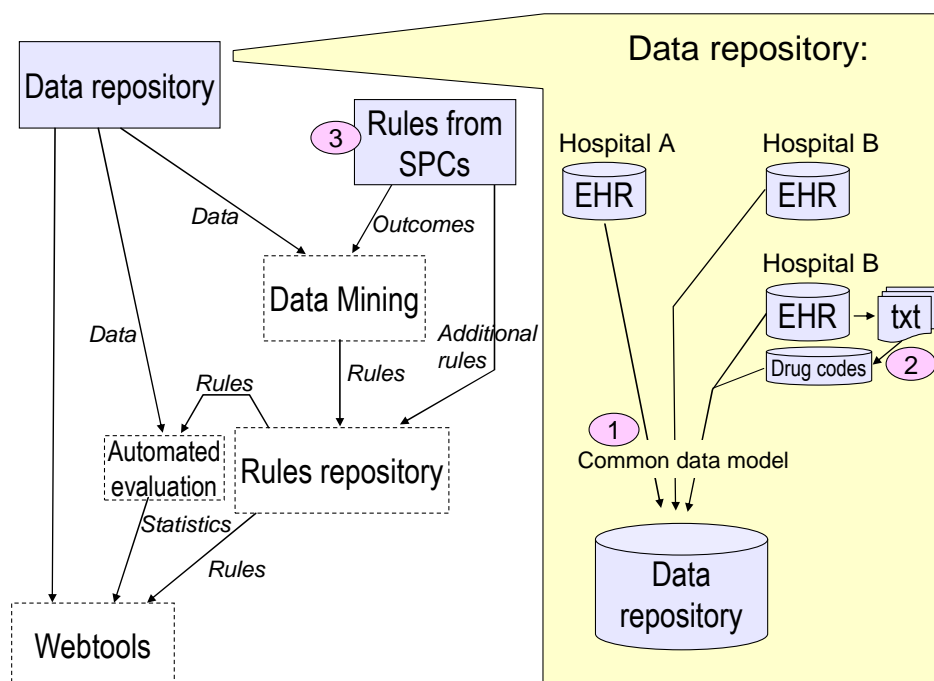 Data repository
3
Rules from
SPCs
Data
Outcomes
Data Mining
Data
Additional
rules
Rules
Rules
Automated
evaluation
Rules repository
Statistics
Rules
Webtools
Data repository:
Hospital A
EHR
Hospital B
EHR
Hospital B
EHR
txt
Drug codes
2
1
Common data model
Data
repository